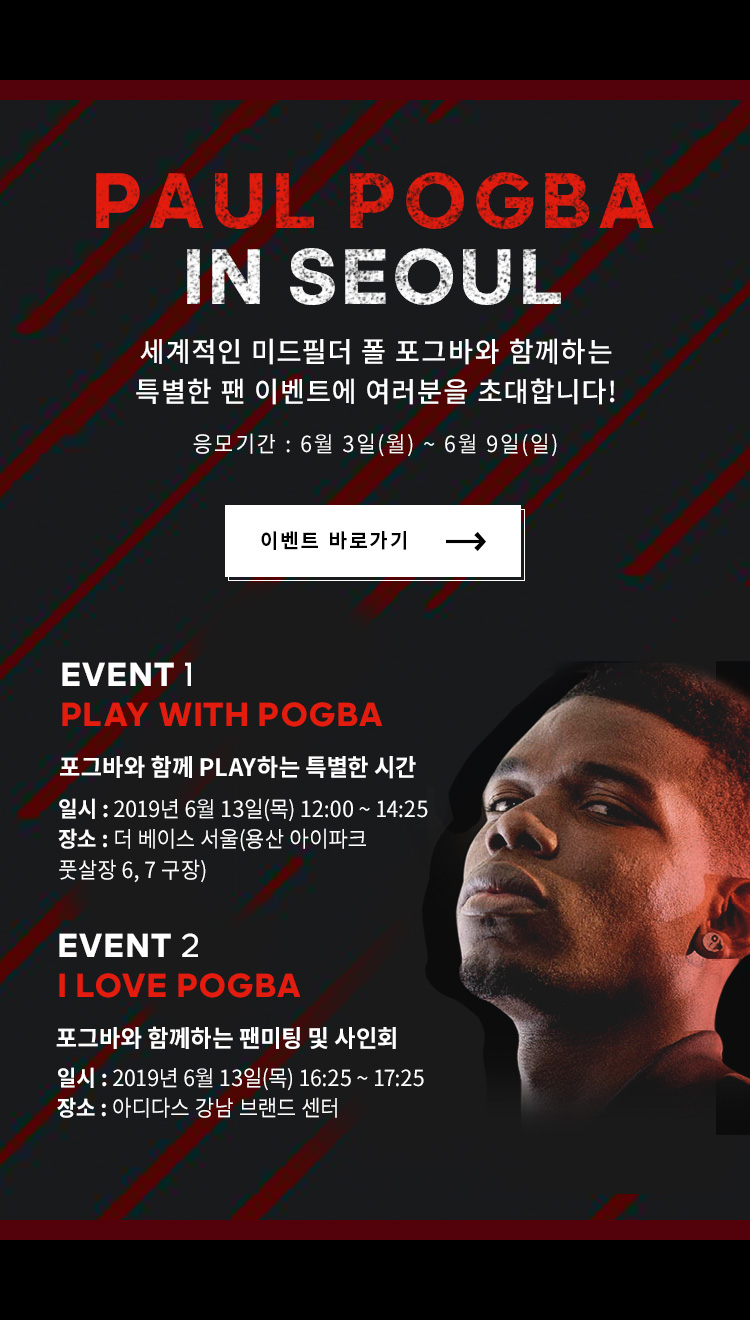 PAUL POGBA
IN SEOUL
세계적인 미드필더 폴 포그바와 함께하는
특별한 팬 이벤트에 여러분을 초대합니다!
응모기간 : 6월 3일(월) ~ 6월 9일(일)
이벤트 바로가기
EVENT 1
PLAY WITH POGBA
포그바와 함께 PLAY하는 특별한 시간
일시 : 2019년 6월 13일(목) 12:00 ~ 14:25
장소 : 더 베이스 서울(용산 아이파크
풋살장 6, 7 구장)
EVENT 2
I LOVE POGBA
포그바와 함께하는 팬미팅 및 사인회
일시 : 2019년 6월 13일(목) 16:25 ~ 17:25
장소 : 아디다스 강남 브랜드 센터